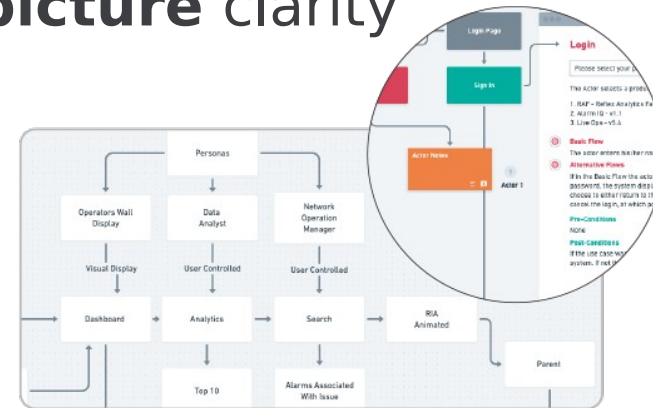 picture clarity
Login Page
Sign In
Actor Notes
Actor 1
Login
Please select your p
The Actor selects a produ
1. RAF - Reflex Analytics Fa
2. Alarm IQ - v1.1
3. Live Ops - v5.6
Basic Flow
The actor enters his/her na
Alternative Flows
If in the Basic Flow the acto
password, the system displ
choose to either return to th
cancel the login, at which po
Pre-Conditions
None
Post-Conditions
If the use case was
system. If not th
Personas
Operators Wall
Display
Data
Analyst
Network
Operation
Manager
Visual Display
User Controlled
User Controlled
Dashboard
Analytics
Search
RIA
Animated
Parent
Top 10
Alarms Associated
With Issue